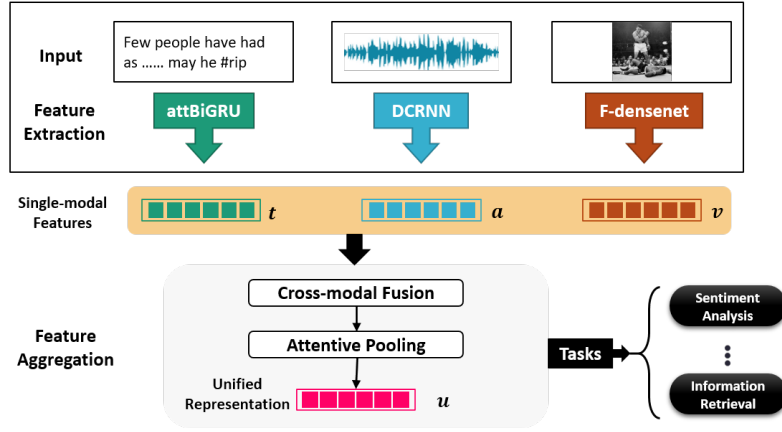 Input
Few people have had
as ...... may he #rip
Feature
Extraction
attBiGRU
DCRNN
F-densenet
Single-modal
Features
t
a
v
Cross-modal Fusion
Feature
Aggregation
Attentive Pooling
Unified
Representation
u
Tasks
Sentiment
Analysis
Information
Retrieval